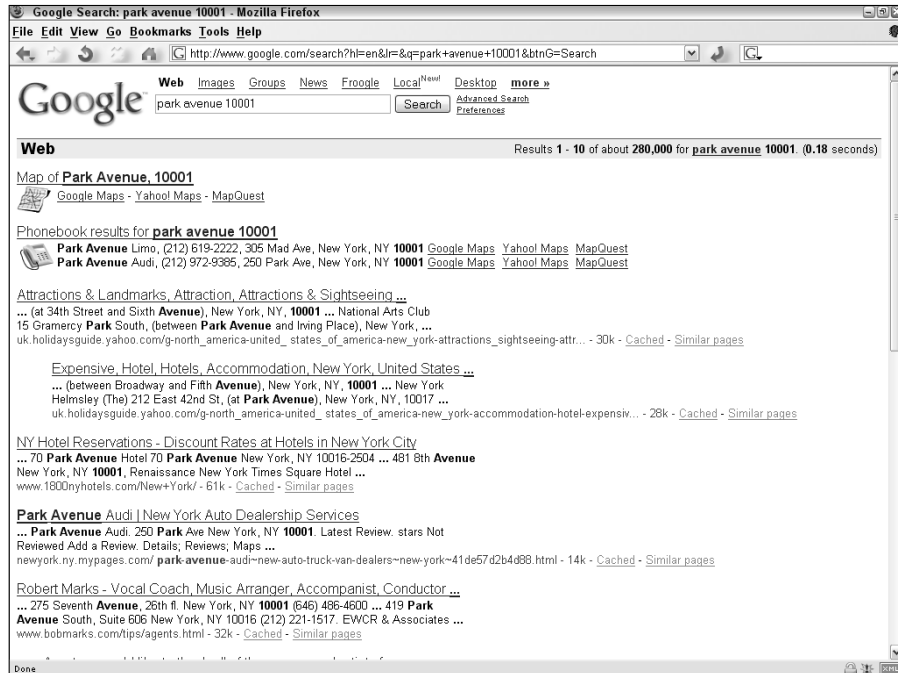 Google Search: park avenue 10001 - Mozilla Firefox
File Edit View Go Bookmarks Tools Help
G http://www.google.com/search?hl=en&lr=&q=park+avenue+10001&btnG=Search
G
Web Images Groups News Froogle Local New! Desktop more »
Google
park avenue 10001
Search
Advanced Search
Preferences
Web
Results 1 - 10 of about 280,000 for park avenue 10001. (0.18 seconds)
Map of Park Avenue, 10001
Google Maps - Yahoo! Maps - MapQuest
Phonebook results for park avenue 10001
Park Avenue Limo, (212) 619-2222, 305 Mad Ave, New York, NY 10001 Google Maps Yahoo! Maps MapQuest
Park Avenue Audi, (212) 972-9385, 250 Park Ave, New York, NY 10001 Google Maps Yahoo! Maps MapQuest
Attractions & Landmarks, Attraction, Attractions & Sightseeing ...
... (at 34th Street and Sixth Avenue), New York, NY, 10001 ... National Arts Club
15 Gramercy Park South, (between Park Avenue and Irving Place), New York, ...
uk.holidaysguide.yahoo.com/g-north_america-united_ states_of_america-new_york-attractions_sightseeing-attr... - 30k - Cached - Similar pages
Expensive, Hotel, Hotels, Accommodation, New York, United States ...
... (between Broadway and Fifth Avenue), New York, NY, 10001 ... New York
Helmsley (The) 212 East 42nd St, (at Park Avenue), New York, NY, 10017 ...
uk.holidaysguide.yahoo.com/g-north_america-united_ states_of_america-new_york-accommodation-hotel-expensiv... - 28k - Cached - Similar pages
NY Hotel Reservations - Discount Rates at Hotels in New York City
... 70 Park Avenue Hotel 70 Park Avenue New York, NY 10016-2504 ... 481 8th Avenue
New York, NY 10001, Renaissance New York Times Square Hotel ...
www.1800nyhotels.com/New+York/ - 61k - Cached - Similar pages
Park Avenue Audi | New York Auto Dealership Services
... Park Avenue Audi. 250 Park Ave New York, NY 10001. Latest Review. stars Not
Reviewed Add a Review. Details; Reviews; Maps ...
newyork.ny.mypages.com/ park-avenue-audi~new-auto-truck-van-dealers~new-york~41de57d2b4d88.html - 14k - Cached - Similar pages
Robert Marks - Vocal Coach, Music Arranger, Accompanist, Conductor ...
... 275 Seventh Avenue, 26th fl. New York, NY 10001 (646) 486-4600 ... 419 Park
Avenue South, Suite 606 New York, NY 10016 (212) 221-1517. EWCR & Associates ...
www.bobmarks.com/tips/agents.html - 32k - Cached - Similar pages
Done
XML